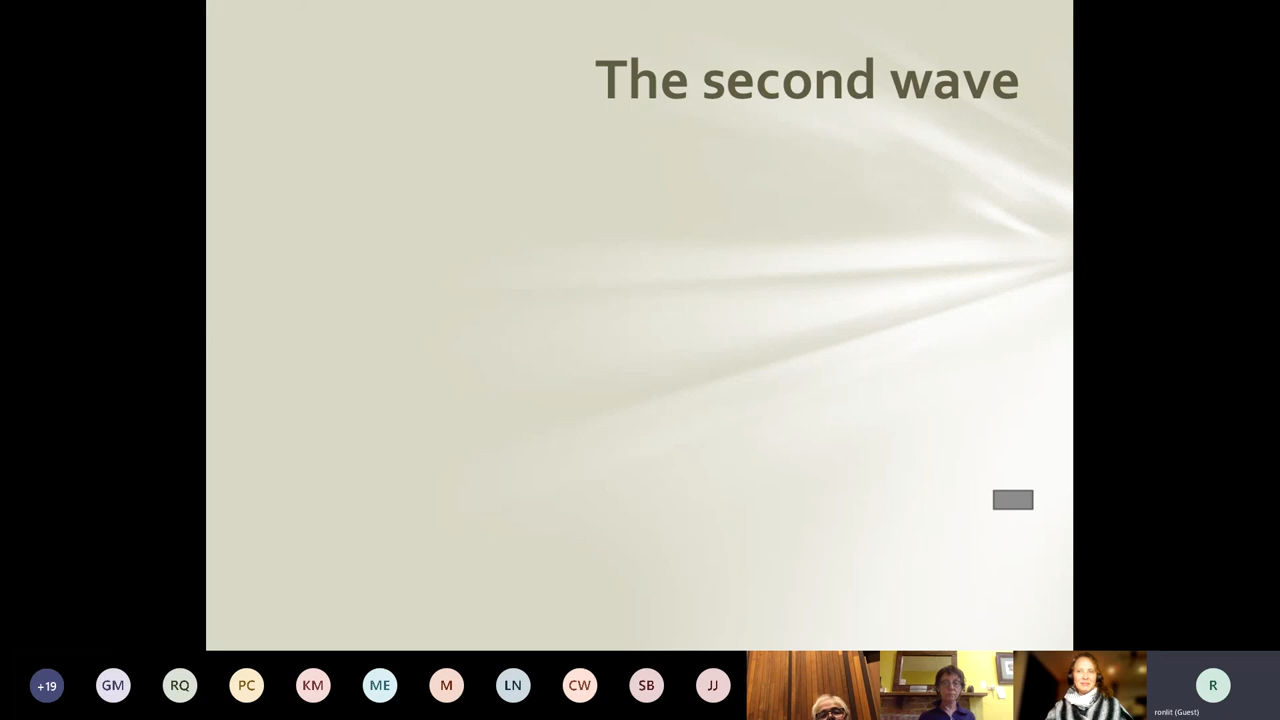 The second wave
+19
GM
RQ
PC
KM
ME
M
LN
CW
SB
JJ
R
ronlit (Guest)